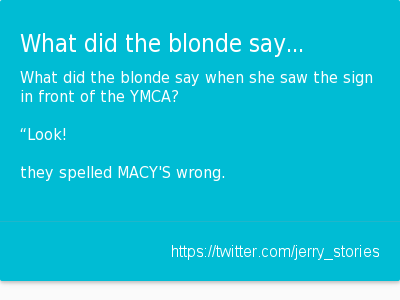 What did the blonde say...
What did the blonde say when she saw the sign
in front of the YMCA?
“Look!
they spelled MACY'S wrong.
https://twitter.com/jerry_stories